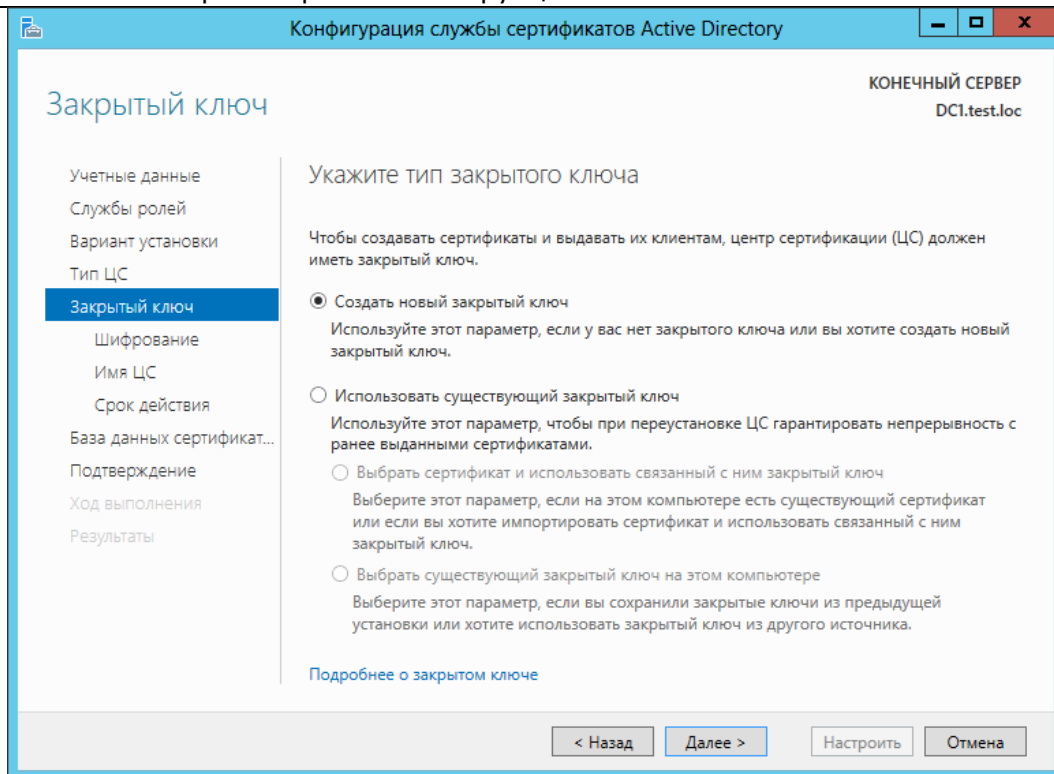 Конфигурация службы сертификатов Active Directory
КОНЕЧНЫЙ СЕРВЕР
DC1.test.loc
Закрытый ключ
Учетные данные
Службы ролей
Вариант установки
Тип ЦС
Закрытый ключ
Шифрование
Имя ЦС
Срок действия
База данных сертификат...
Подтверждение
Ход выполнения
Результаты
Укажите тип закрытого ключа
Чтобы создавать сертификаты и выдавать их клиентам, центр сертификации (ЦС) должен
иметь закрытый ключ.
Создать новый закрытый ключ
Используйте этот параметр, если у вас нет закрытого ключа или вы хотите создать новый
закрытый ключ.
Использовать существующий закрытый ключ
Используйте этот параметр, чтобы при переустановке ЦС гарантировать непрерывность с
ранее выданными сертификатами.
Выбрать сертификат и использовать связанный с ним закрытый ключ
Выберите этот параметр, если на этом компьютере есть существующий сертификат
или если вы хотите импортировать сертификат и использовать связанный с ним
закрытый ключ.
Выбрать существующий закрытый ключ на этом компьютере
Выберите этот параметр, если вы сохранили закрытые ключи из предыдущей
установки или хотите использовать закрытый ключ из другого источника.
Подробнее о закрытом ключе
< Назад Далее > Настроить Отмена